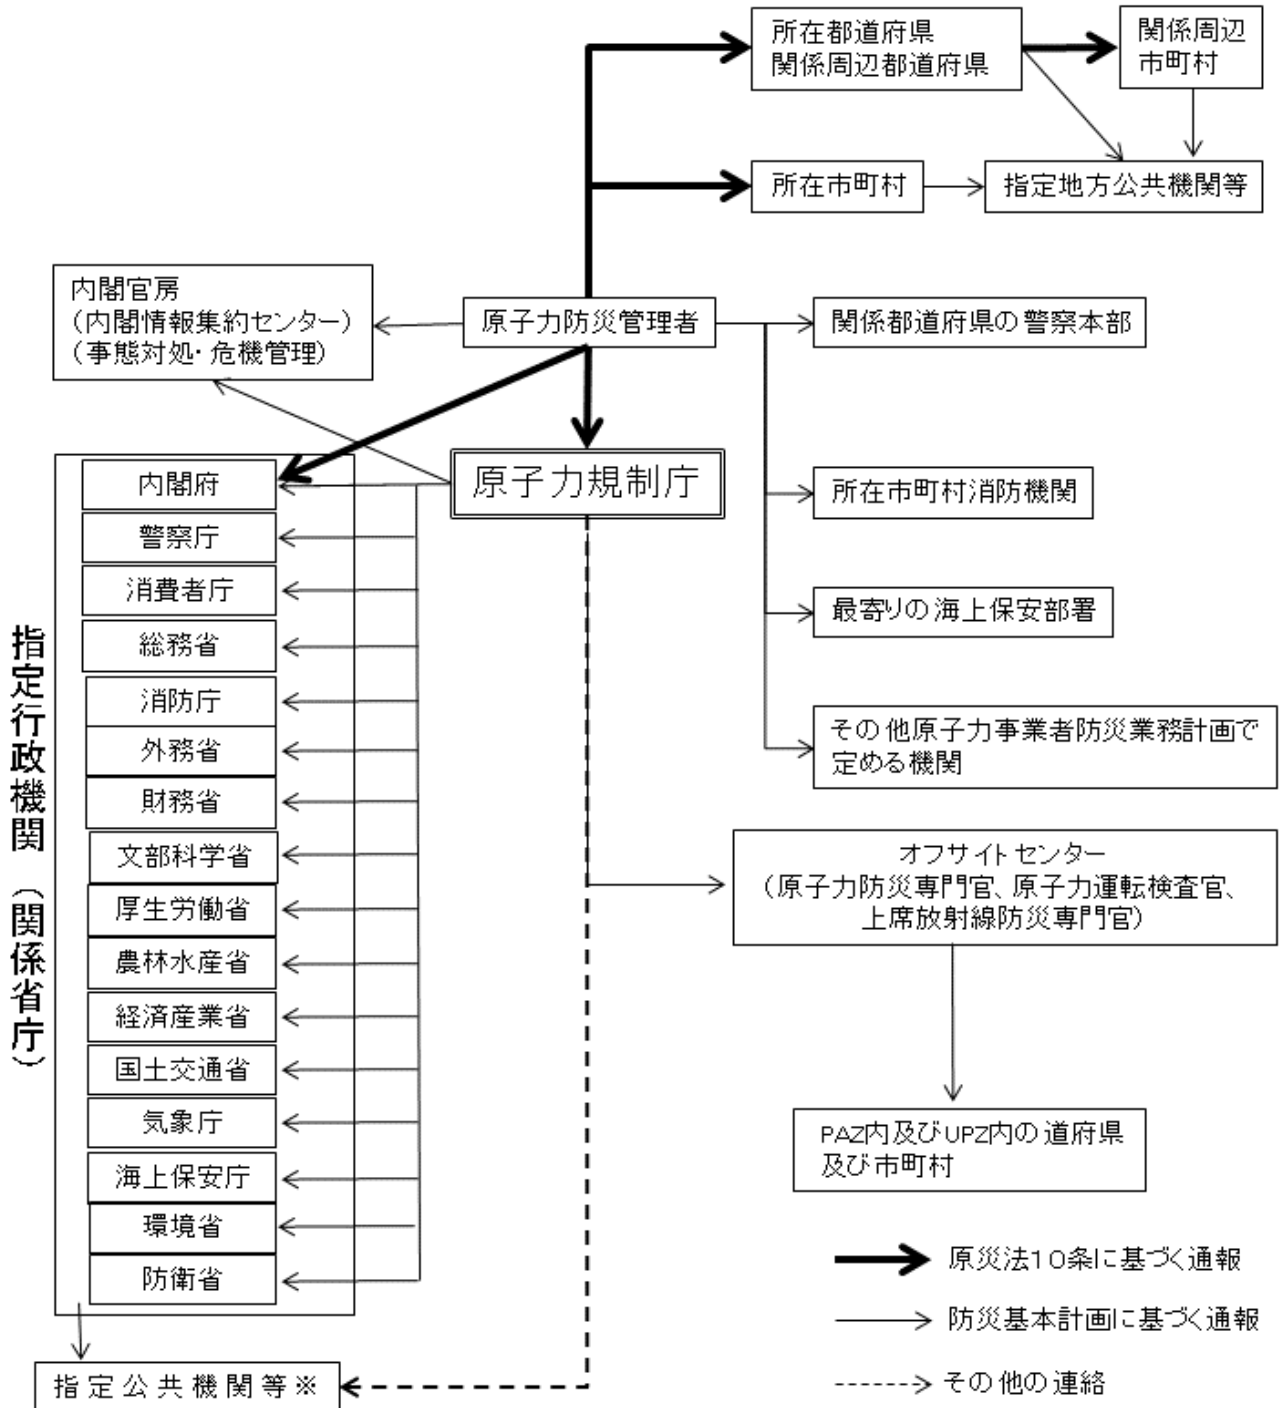 所在都道府県
関係周辺都道府県
関係周辺
市町村
所在市町村
指定地方公共機関等
内閣官房
（内閣情報集約センター）
（事態対処・危機管理）
原子力防災管理者
関係都道府県の警察本部
原子力規制庁
所在市町村消防機関
最寄りの海上保安部署
その他原子力事業者防災業務計画で
定める機関
オフサイトセンター
（原子力防災専門官、原子力運転検査官、
上席放射線防災専門官）
PAZ内及びUPZ内の道府県
及び市町村
指定行政機関（関係省庁）
内閣府
警察庁
消費者庁
総務省
消防庁
外務省
財務省
文部科学省
厚生労働省
農林水産省
経済産業省
国土交通省
気象庁
海上保安庁
環境省
防衛省
指定公共機関等※
原災法10条に基づく通報
防災基本計画に基づく通報
その他の連絡